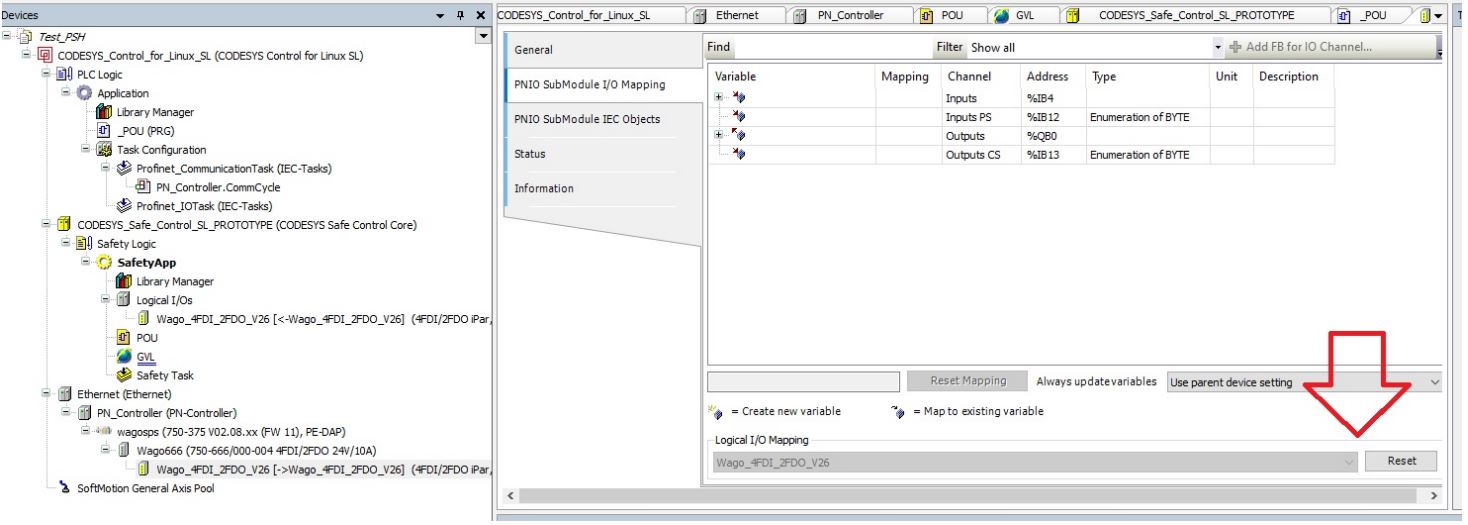 Devices
Test_PSH
CODESYS_Control_for_Linux_SL (CODESYS Control for Linux SL)
PLC Logic
Application
Library Manager
_POU (PRG)
Task Configuration
Profinet_CommunicationTask (IEC-Tasks)
PN_Controller.CommCycle
Profinet_IOTask (IEC-Tasks)
CODESYS_Safe_Control_SL_PROTOTYPE (CODESYS Safe Control Core)
Safety Logic
SafetyApp
Library Manager
Logical I/Os
Wago_4FDI_2FDO_V26 [<-Wago_4FDI_2FDO_V26] (4FDI/2FDO iPar,
POU
GVL
Safety Task
Ethernet (Ethernet)
PN_Controller (PN-Controller)
wagosps (750-375 V02.08.xx (FW 11), PE-DAP)
Wago666 (750-666/000-004 4FDI/2FDO 24V/10A)
Wago_4FDI_2FDO_V26 [->Wago_4FDI_2FDO_V26] (4FDI/2FDO iPar,
SoftMotion General Axis Pool
CODESYS_Control_for_Linux_SL Ethernet PN_Controller POU GVL CODESYS_Safe_Control_SL_PROTOTYPE _POU
General
PNIO SubModule I/O Mapping
PNIO SubModule IEC Objects
Status
Information
Find Filter Show all Add FB for IO Channel...
Variable Mapping Channel Address Type Unit Description
Inputs %IB4
Inputs PS %IB12 Enumeration of BYTE
Outputs %QB0
Outputs CS %IB13 Enumeration of BYTE
Reset Mapping Always update variables Use parent device setting
= Create new variable = Map to existing variable
Logical I/O Mapping
Wago_4FDI_2FDO_V26 Reset